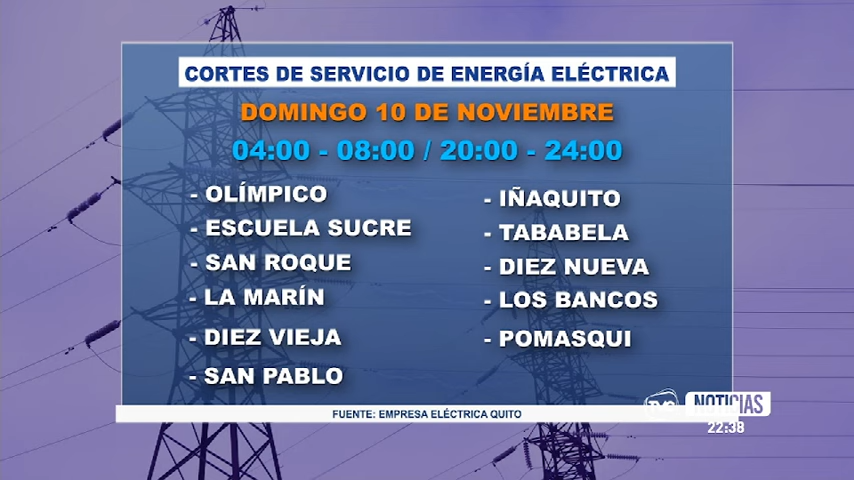 CORTES DE SERVICIO DE ENERGÍA ELÉCTRICA
DOMINGO 10 DE NOVIEMBRE
04:00 - 08:00 / 20:00 - 24:00
- OLÍMPICO
- ESCUELA SUCRE
- SAN ROQUE
- LA MARÍN
- DIEZ VIEJA
- SAN PABLO
- IÑAQUITO
- TABABELA
- DIEZ NUEVA
- LOS BANCOS
- POMASQUI
FUENTE: EMPRESA ELÉCTRICA QUITO
NOTICIAS
22:38